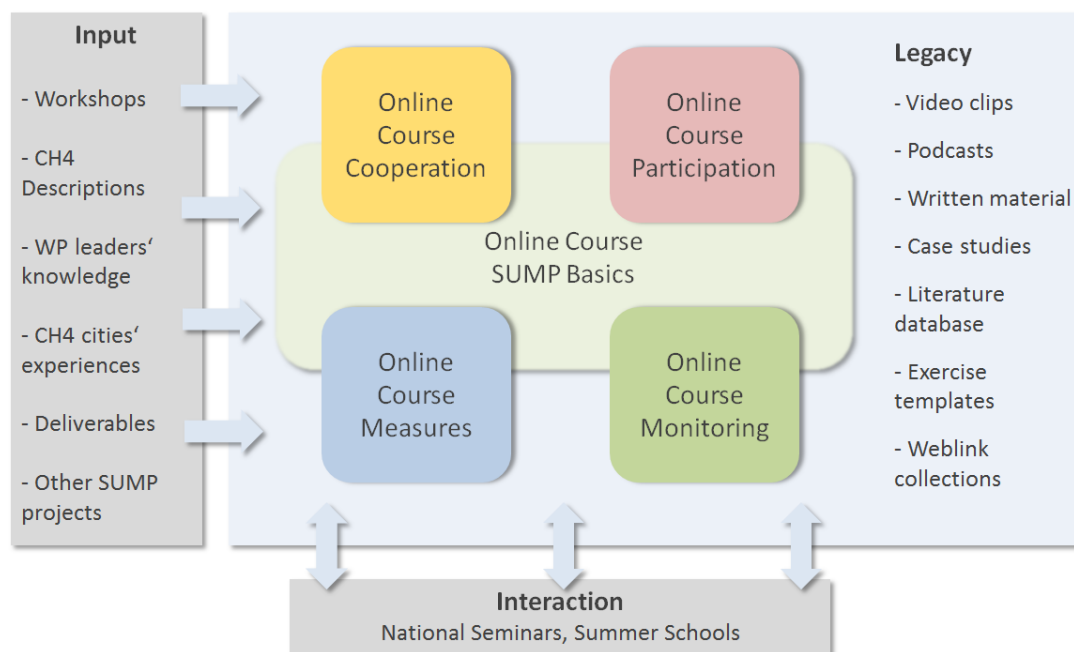 Input
- Workshops
- CH4
Descriptions
- WP leaders‘
knowledge
- CH4 cities‘
experiences
- Deliverables
- Other SUMP
projects
Online
Course
Cooperation
Online
Course
Participation
Online Course
SUMP Basics
Online
Course
Measures
Online
Course
Monitoring
Legacy
- Video clips
- Podcasts
- Written material
- Case studies
- Literature
database
- Exercise
templates
- Weblink
collections
Interaction
National Seminars, Summer Schools